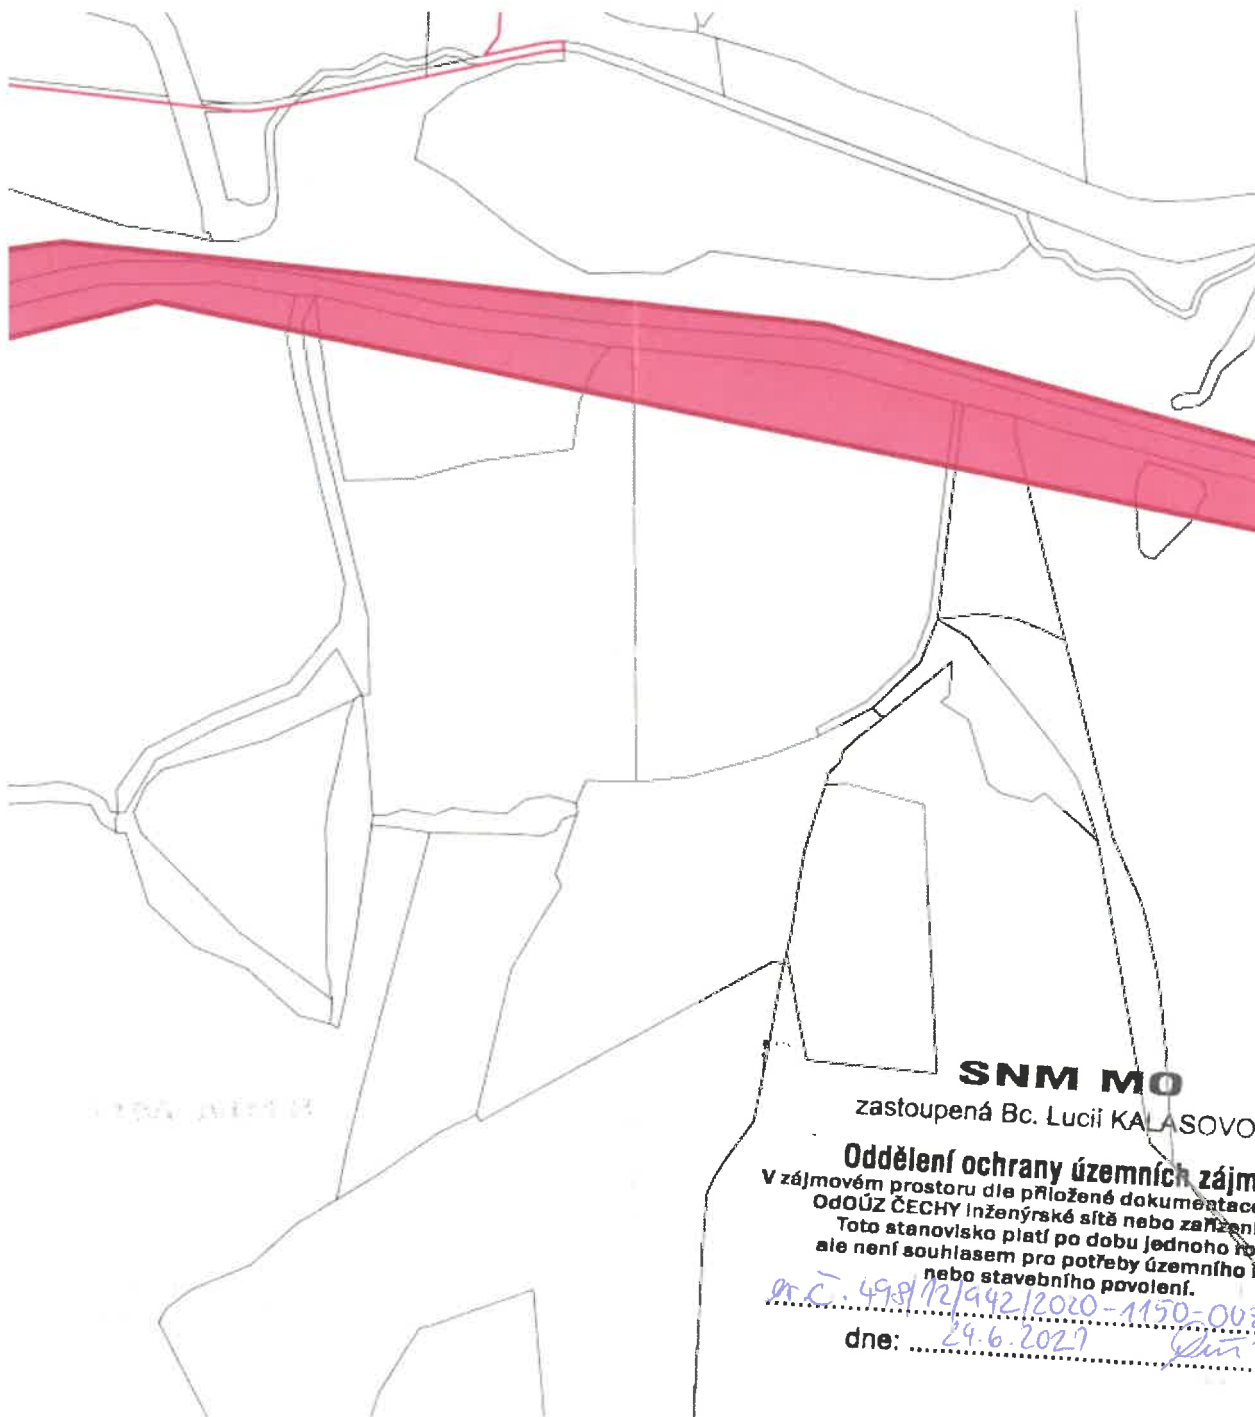 SNM MO
zastoupená Bc. Lucií KALASOVO
Oddělení ochrany územních zájm
V zájmovém prostoru dle přiložené dokumentace
OdOÚZ ČECHY inženýrské sítě nebo zařízen
Toto stanovisko platí po dobu jednoho ro
ale není souhlasem pro potřeby územního
nebo stavebního povolení.
498/12/942/2020-1150-OÚZ
dne: 24.6.2021